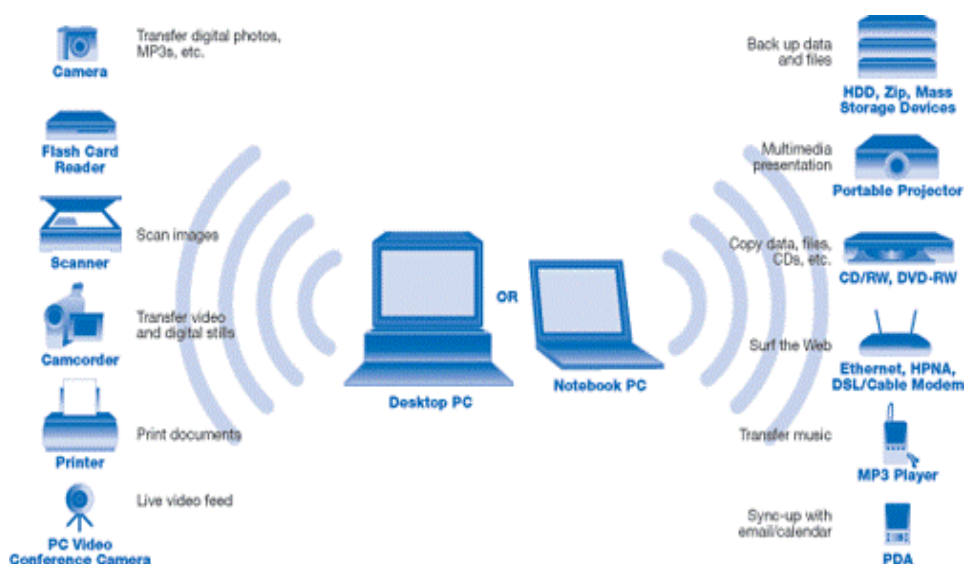 Transfer digital photos,
MP3s, etc.
Camera
Flash Card
Reader
Scan images
Scanner
Transfer video
and digital stills
Camcorder
Print documents
Printer
Live video feed
PC Video
Conference Camera
OR
Desktop PC
Notebook PC
Back up data
and files
HDD, Zip, Mass
Storage Devices
Multimedia
presentation
Portable Projector
Copy data, files,
CDs, etc.
CD/RW, DVD-RW
Surf the Web
Ethernet, HPNA,
DSL/Cable Modem
Transfer music
MP3 Player
Sync-up with
email/calendar
PDA